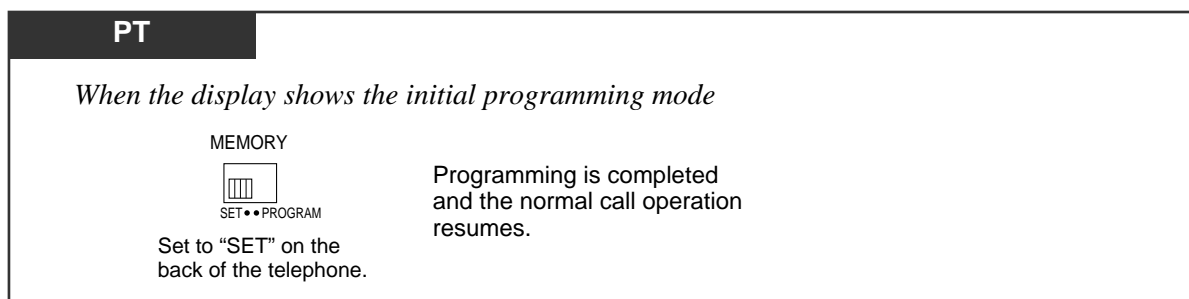 PT
When the display shows the initial programming mode
MEMORY
SET••PROGRAM
Set to “SET” on the
back of the telephone.
Programming is completed
and the normal call operation
resumes.